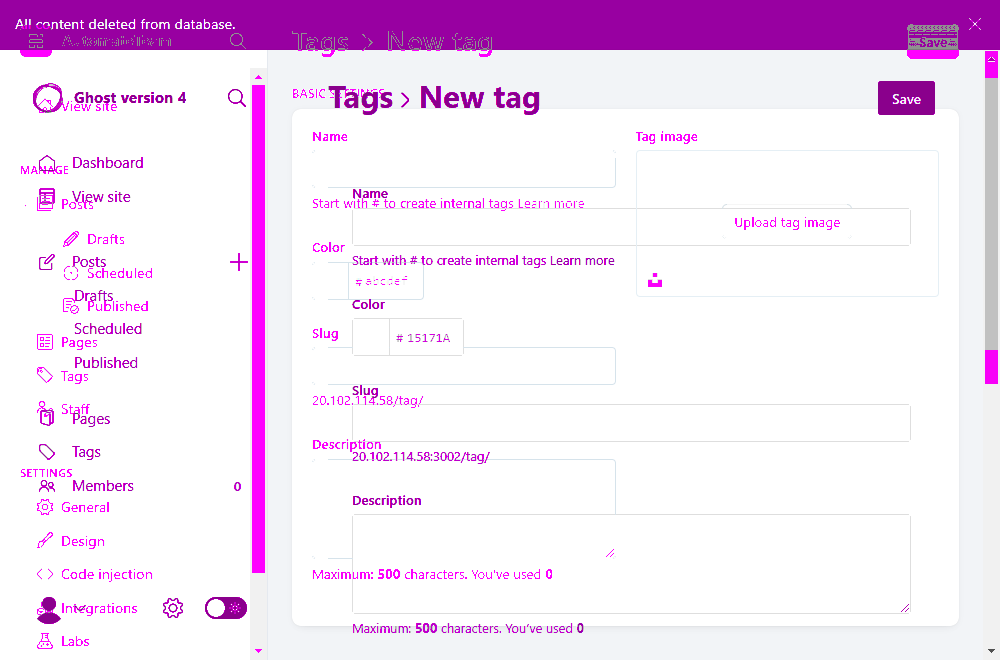 All content deleted from database.
Tags > New tag
Save
Ghost version 4
View site
BASIC SETTINGS
Tags › New tag
Save
Name
Tag image
Dashboard
MANAGE
View site
Name
Posts
Start with # to create internal tags Learn more
Upload tag image
Drafts
Color
Posts
Start with # to create internal tags Learn more
Scheduled
Drafts
Color
Published
Scheduled
Slug
# 15171A
Pages
Published
Tags
Slug
20.102.114.58/tag/
Staff
Pages
Description
Tags
20.102.114.58:3002/tag/
SETTINGS
Members 0
Description
General
Design
Code injection
Maximum: 500 characters. You've used 0
Integrations
Maximum: 500 characters. You've used 0
Labs